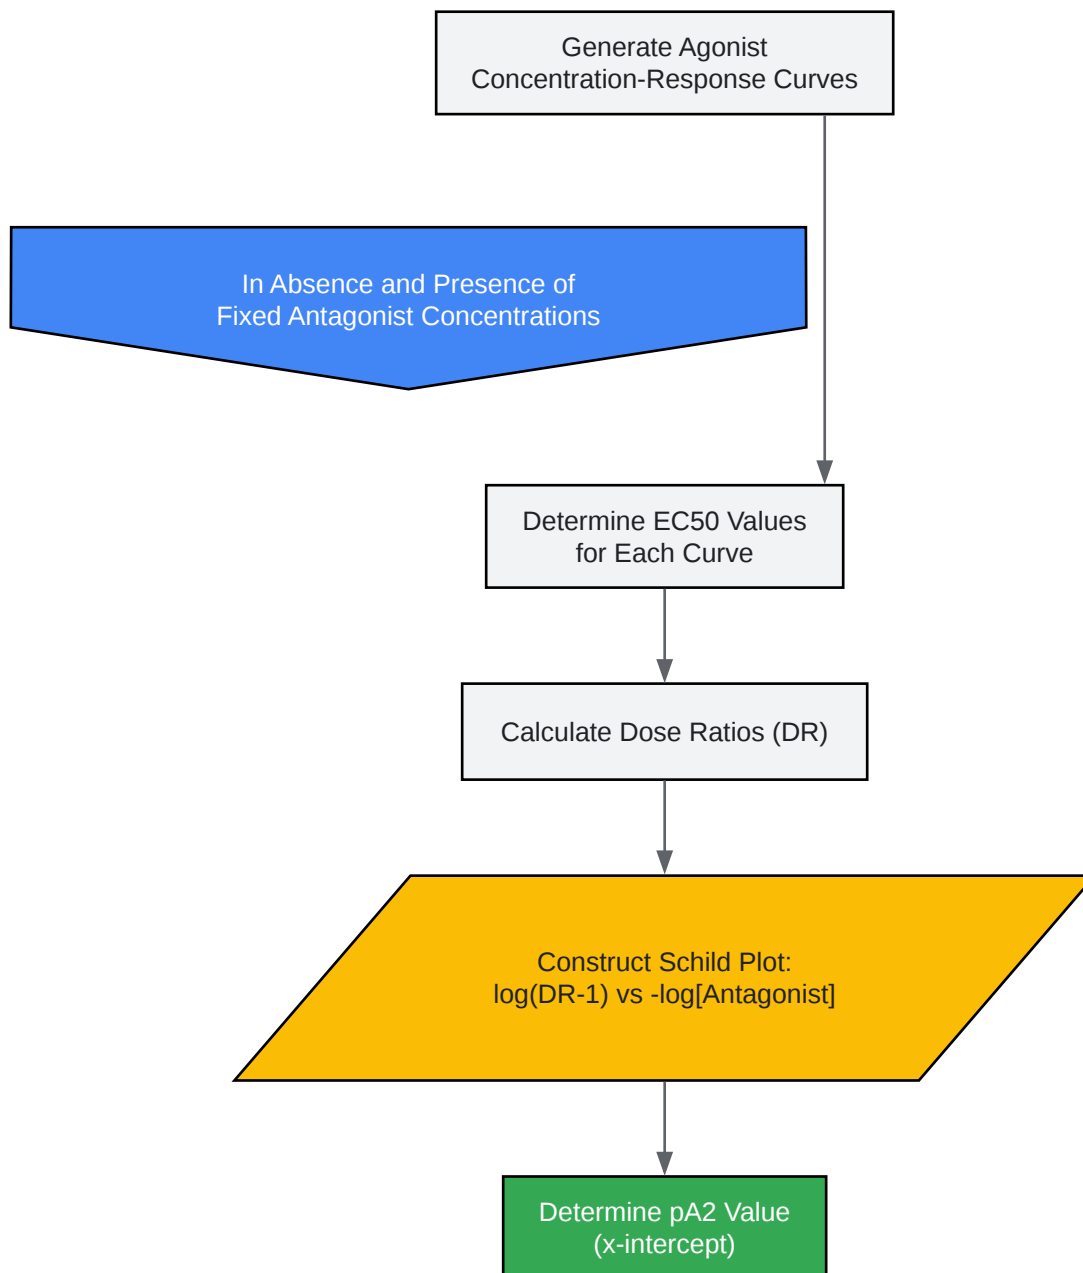 Generate Agonist
Concentration-Response Curves
In Absence and Presence of
Fixed Antagonist Concentrations
Determine EC50 Values
for Each Curve
Calculate Dose Ratios (DR)
Construct Schild Plot:
log(DR-1) vs -log[Antagonist]
Determine pA2 Value
(x-intercept)